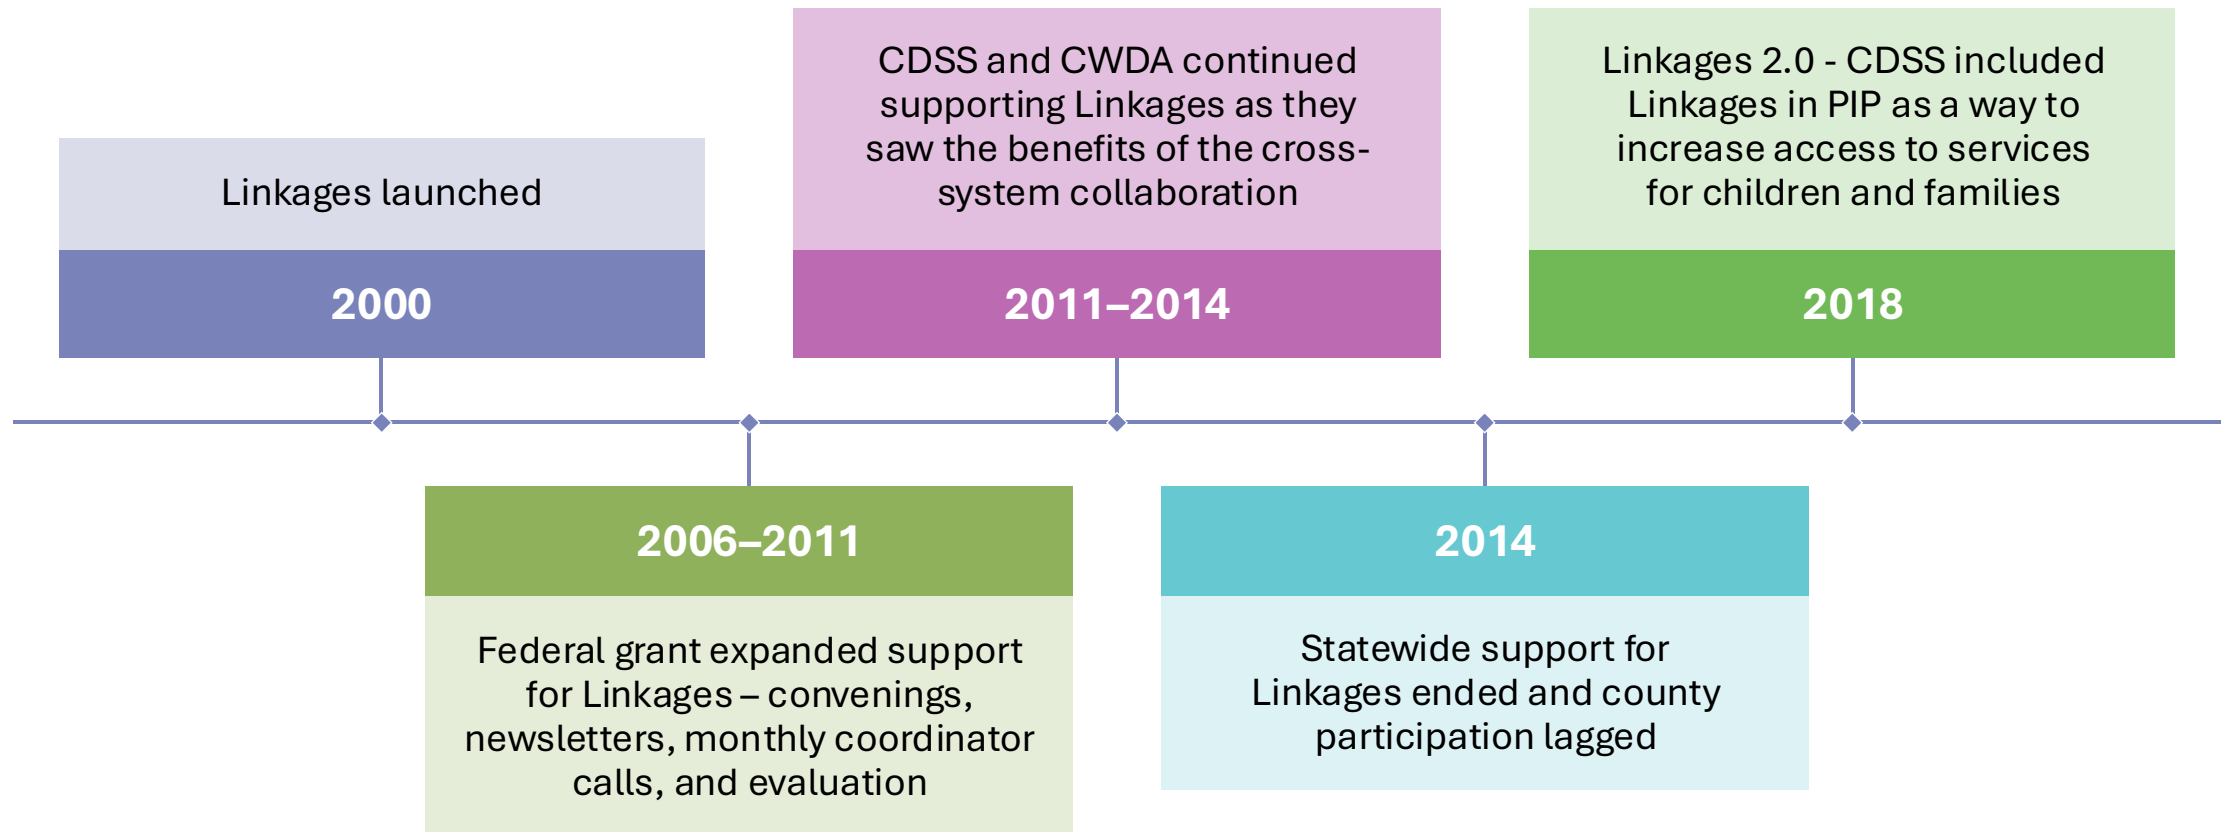 Linkages launched
2000
2006–2011
Federal grant expanded support
for Linkages – convenings,
newsletters, monthly coordinator
calls, and evaluation
CDSS and CWDA continued
supporting Linkages as they
saw the benefits of the cross-
system collaboration
2011–2014
2014
Statewide support for
Linkages ended and county
participation lagged
Linkages 2.0 - CDSS included
Linkages in PIP as a way to
increase access to services
for children and families
2018